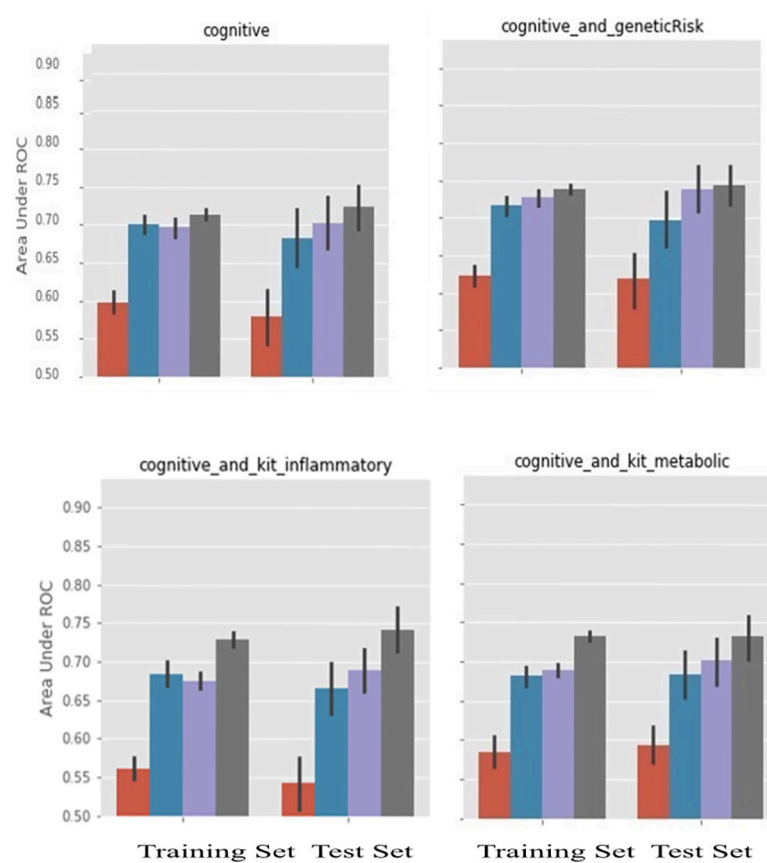 cognitive
cognitive_and_geneticRisk
Area Under ROC
0.90
0.85
0.80
0.75
0.70
0.65
0.60
0.55
0.50
cognitive_and_kit_inflammatory
cognitive_and_kit_metabolic
Area Under ROC
0.90
0.85
0.80
0.75
0.70
0.65
0.60
0.55
0.50
Training Set Test Set
Training Set Test Set